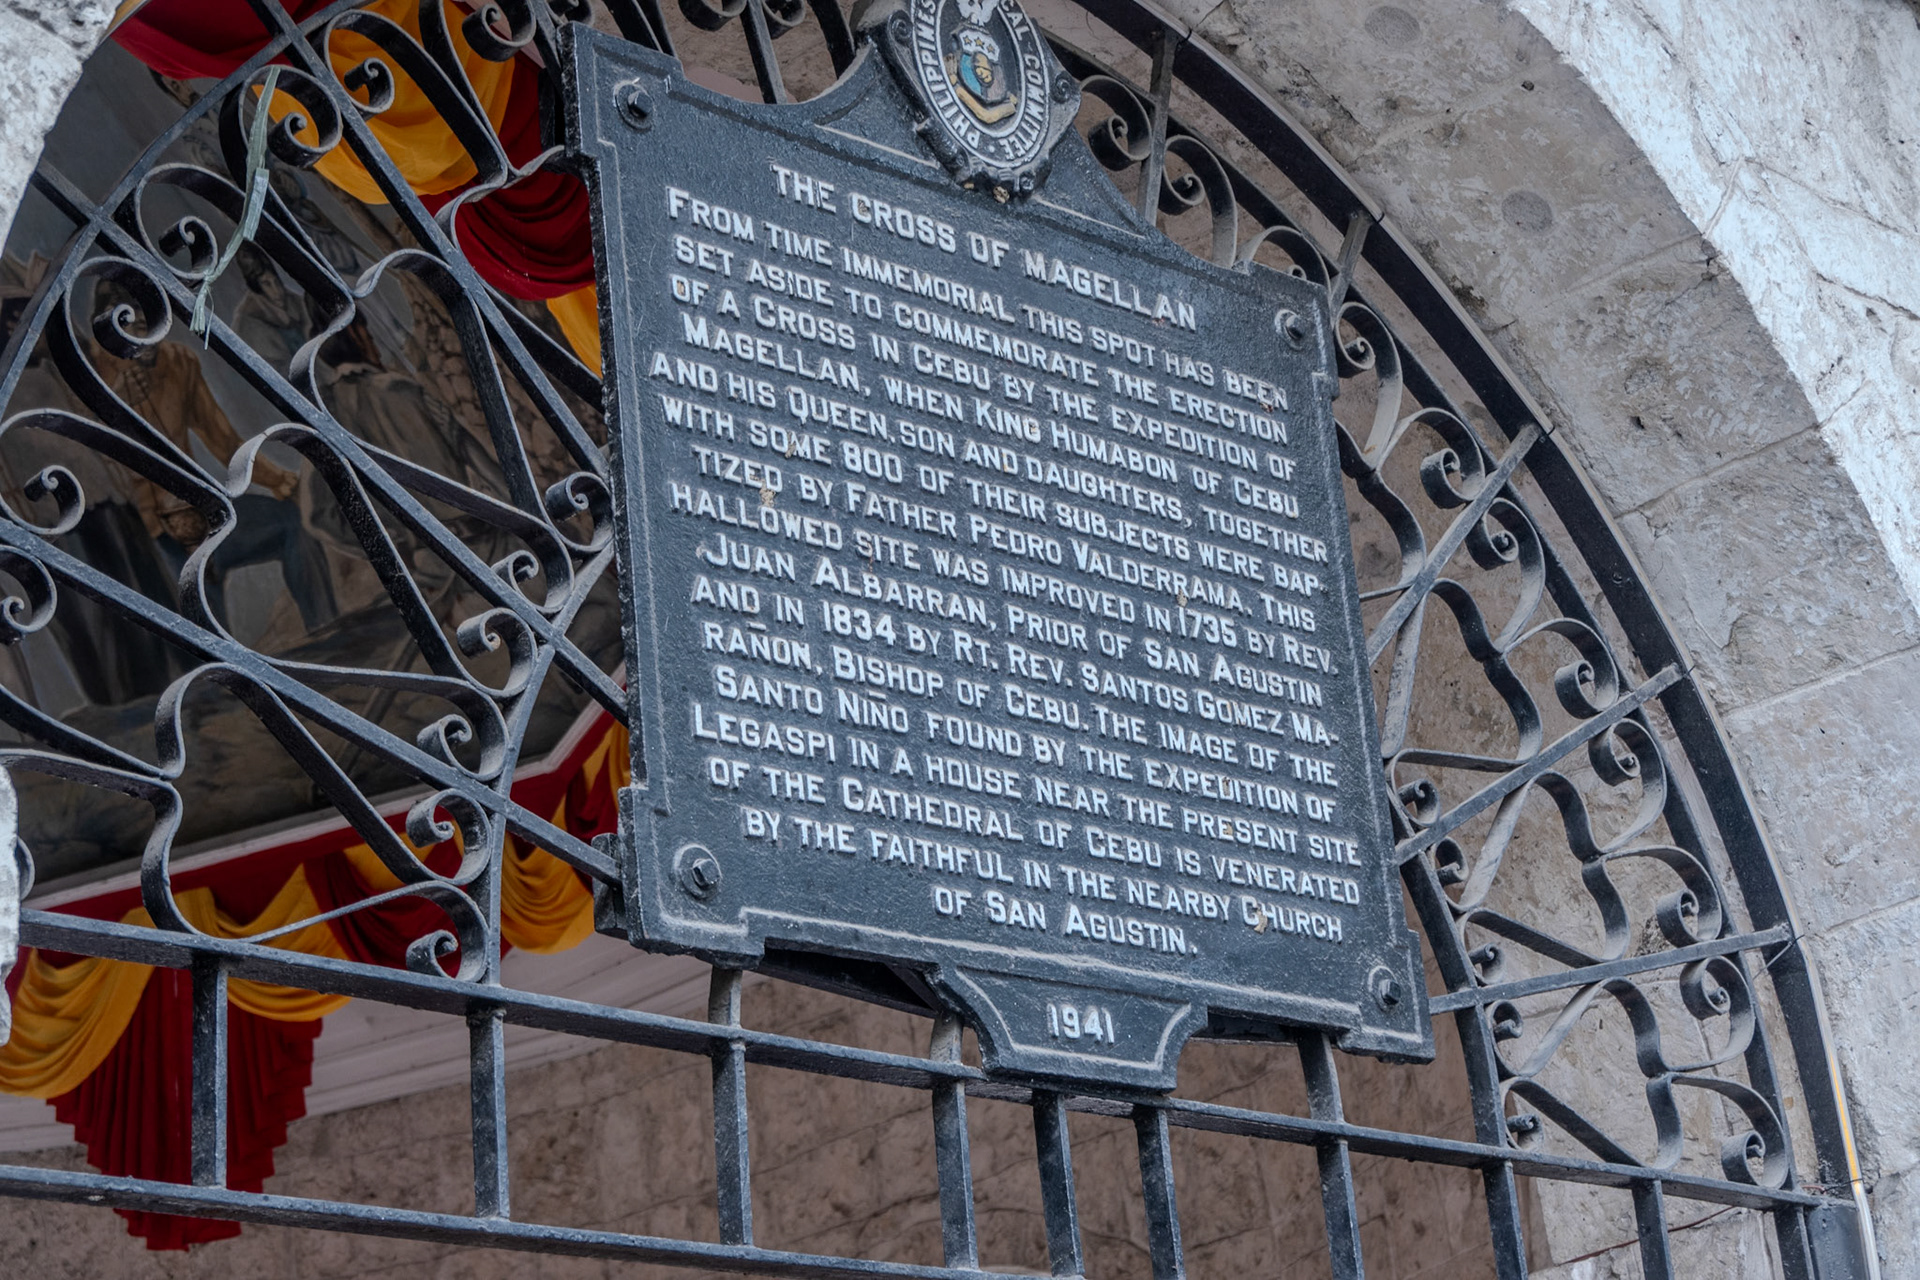 PHILIPPINES CAL COMMITTEE
THE CROSS OF MAGELLAN
FROM TIME IMMEMORIAL THIS SPOT HAS BEEN
SET ASIDE TO COMMEMORATE THE ERECTION
OF A CROSS IN CEBU BY THE EXPEDITION OF
MAGELLAN, WHEN KING HUMABON OF CEBU
AND HIS QUEEN, SON AND DAUGHTERS, TOGETHER
WITH SOME 800 OF THEIR SUBJECTS WERE BAP-
TIZED BY FATHER PEDRO VALDERRAMA. THIS
HALLOWED SITE WAS IMPROVED IN 1735 BY REV.
JUAN ALBARRAN, PRIOR OF SAN AGUSTIN
AND IN 1834 BY RT. REV. SANTOS GOMEZ MA-
RAÑON, BISHOP OF CEBU. THE IMAGE OF THE
SANTO NIÑO FOUND BY THE EXPEDITION OF
LEGASPI IN A HOUSE NEAR THE PRESENT SITE
OF THE CATHEDRAL OF CEBU IS VENERATED
BY THE FAITHFUL IN THE NEARBY CHURCH
OF SAN AGUSTIN.
1941